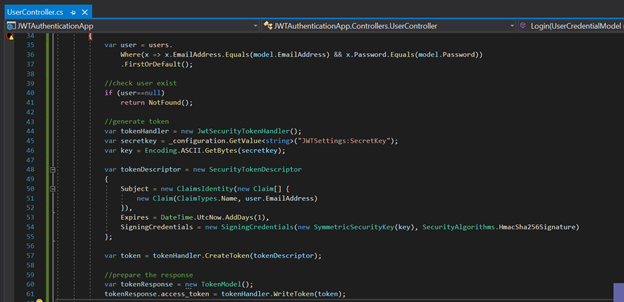 UserController.cs
JWTAuthenticationApp
JWTAuthenticationApp.Controllers.UserController
Login(UserCredentialModel
34 {
35 var user = users.
36 Where(x => x.EmailAddress.Equals(model.EmailAddress) && x.Password.Equals(model.Password))
37 .FirstOrDefault();
38
39 //check user exist
40 if (user==null)
41 return NotFound();
42
43 //generate token
44 var tokenHandler = new JwtSecurityTokenHandler();
45 var secretkey = _configuration.GetValue<string>("JWTSettings:SecretKey");
46 var key = Encoding.ASCII.GetBytes(secretkey);
47
48 var tokenDescriptor = new SecurityTokenDescriptor
49 {
50 Subject = new ClaimsIdentity(new Claim[] {
51 new Claim(ClaimTypes.Name, user.EmailAddress)
52 }),
53 Expires = DateTime.UtcNow.AddDays(1),
54 SigningCredentials = new SigningCredentials(new SymmetricSecurityKey(key), SecurityAlgorithms.HmacSha256Signature)
55 };
56
57 var token = tokenHandler.CreateToken(tokenDescriptor);
58
59 //prepare the response
60 var tokenResponse = new TokenModel();
61 tokenResponse.access_token = tokenHandler.WriteToken(token);